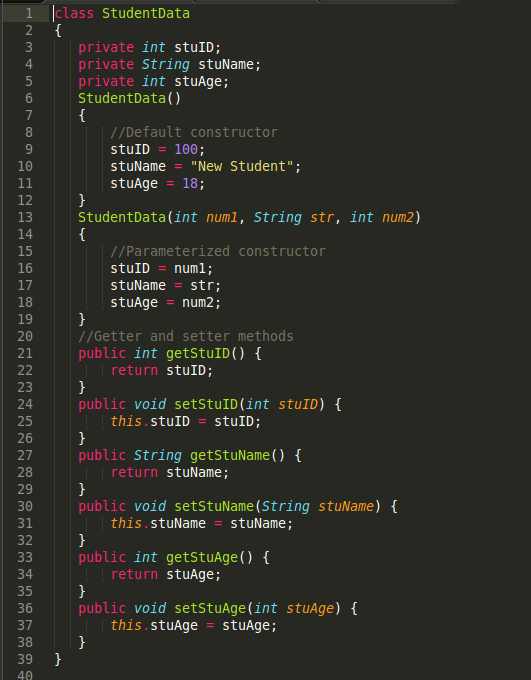 1 class StudentData
2 {
3 private int stuID;
4 private String stuName;
5 private int stuAge;
6 StudentData()
7 {
8 //Default constructor
9 stuID = 100;
10 stuName = "New Student";
11 stuAge = 18;
12 }
13 StudentData(int num1, String str, int num2)
14 {
15 //Parameterized constructor
16 stuID = num1;
17 stuName = str;
18 stuAge = num2;
19 }
20 //Getter and setter methods
21 public int getStuID() {
22 return stuID;
23 }
24 public void setStuID(int stuID) {
25 this.stuID = stuID;
26 }
27 public String getStuName() {
28 return stuName;
29 }
30 public void setStuName(String stuName) {
31 this.stuName = stuName;
32 }
33 public int getStuAge() {
34 return stuAge;
35 }
36 public void setStuAge(int stuAge) {
37 this.stuAge = stuAge;
38 }
39 }
40